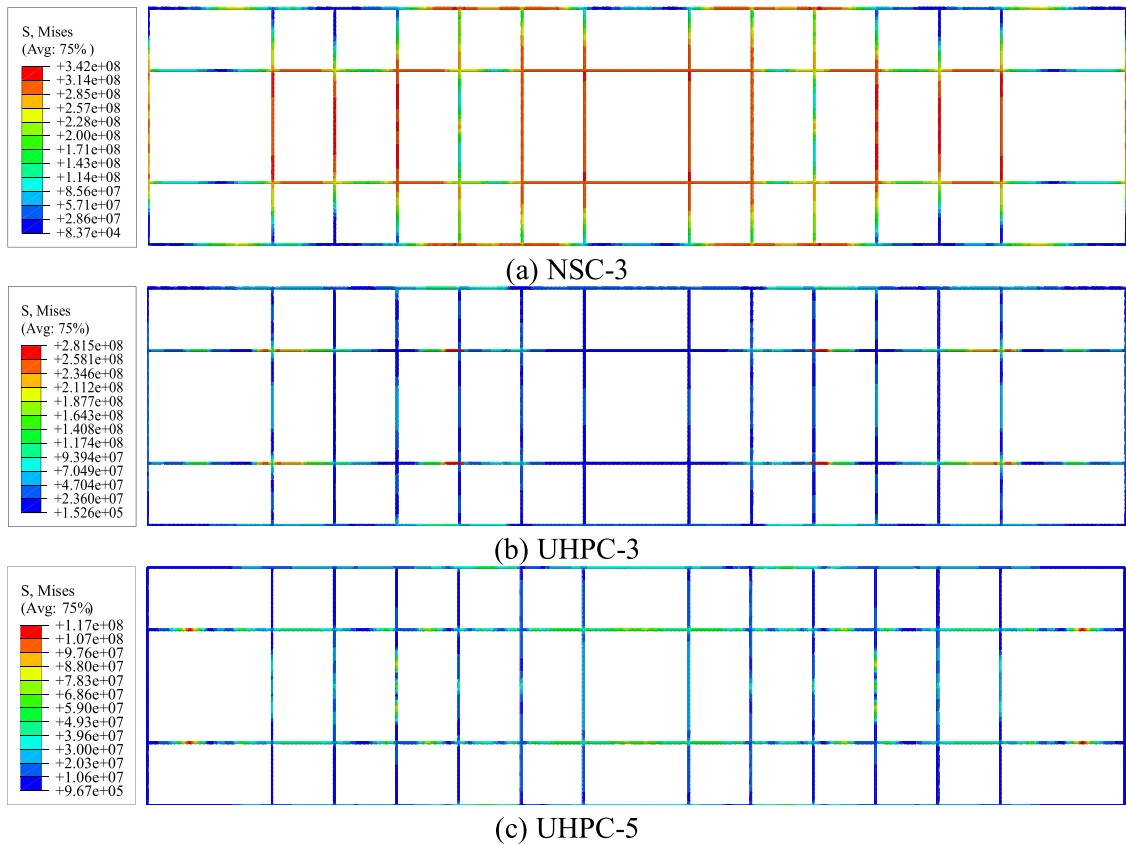 S, Mises
(Avg: 75%)
+3.42e+08
+3.14e+08
+2.85e+08
+2.57e+08
+2.28e+08
+2.00e+08
+1.71e+08
+1.43e+08
+1.14e+08
+8.56e+07
+5.71e+07
+2.86e+07
+8.37e+04
(a) NSC-3
S, Mises
(Avg: 75%)
+2.815e+08
+2.581e+08
+2.346e+08
+2.112e+08
+1.877e+08
+1.643e+08
+1.408e+08
+1.174e+08
+9.394e+07
+7.049e+07
+4.704e+07
+2.360e+07
+1.526e+05
(b) UHPC-3
S, Mises
(Avg: 75%)
+1.17e+08
+1.07e+08
+9.76e+07
+8.80e+07
+7.83e+07
+6.86e+07
+5.90e+07
+4.93e+07
+3.96e+07
+3.00e+07
+2.03e+07
+1.06e+07
+9.67e+05
(c) UHPC-5